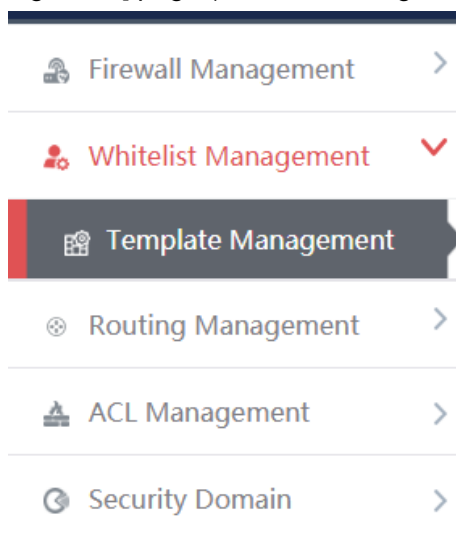 Firewall Management
Whitelist Management
Template Management
Routing Management
ACL Management
Security Domain